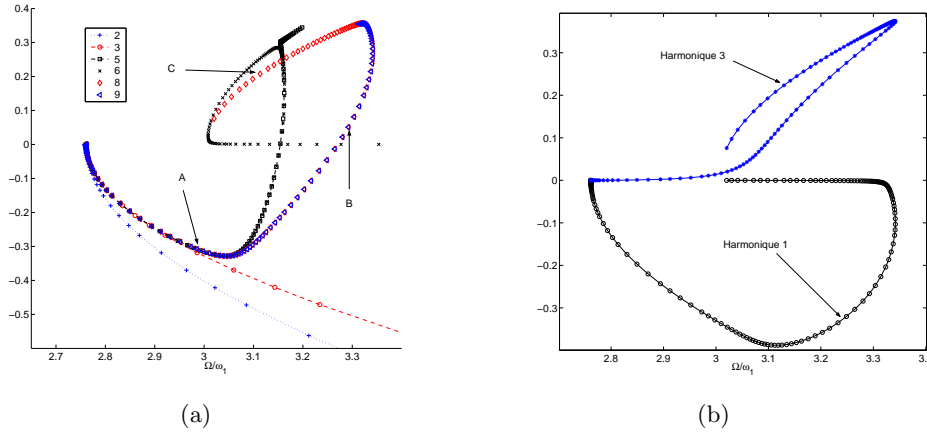 0.4
0.3
0.2
0.1
0
−0.1
−0.2
−0.3
−0.4
−0.5
2.7 2.8 2.9 3 3.1 3.2 3.3
Ω/ω1
2
3
5
6
8
9
C
A
B
(a)
0.3
0.2
0.1
0
−0.1
−0.2
−0.3
2.8 2.9 3 3.1 3.2 3.3 3.
Ω/ω1
Harmonique 3
Harmonique 1
(b)